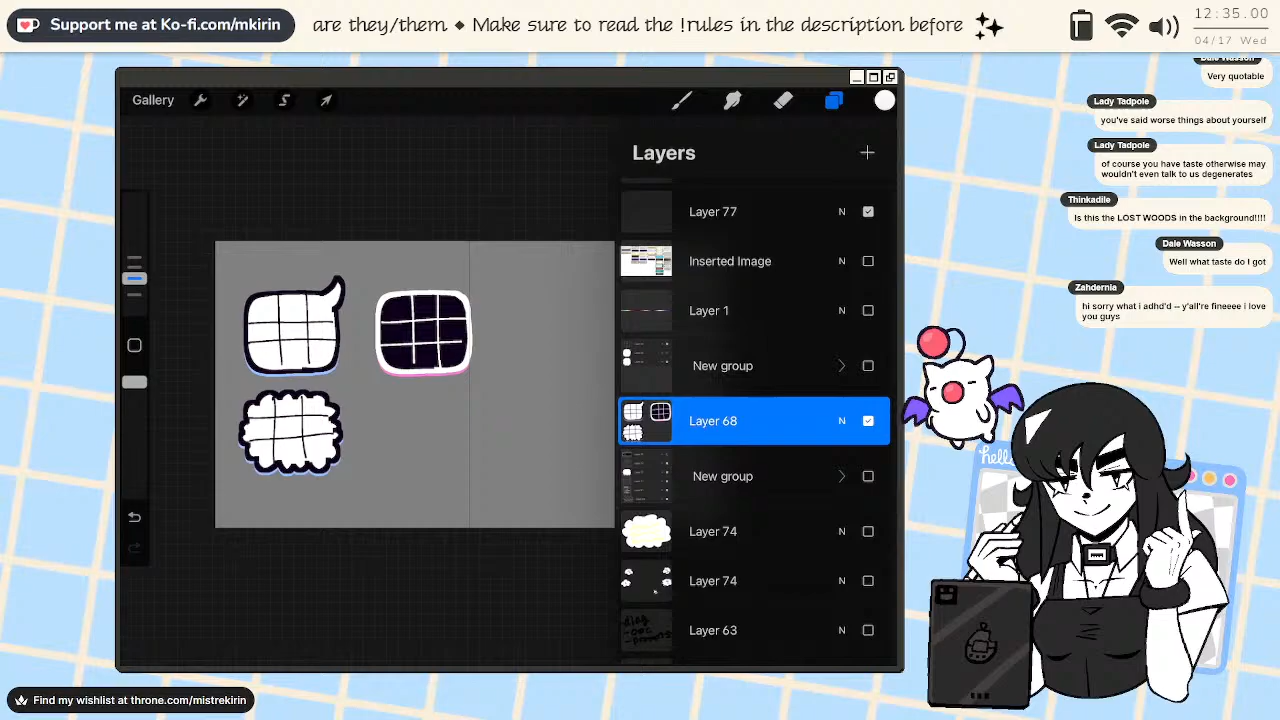 Support me at Ko-fi.com/mkirin
are they/them ◆ Make sure to read the !rules in the description before
12:35.00
04/17 Wed
Gallery
Layers
Layer 77 N
Inserted Image N
Layer 1 N
New group
Layer 68 N
New group
Layer 74 N
Layer 74 N
Layer 63 N
Dale Wasson
Very quotable
Lady Tadpole
you've said worse things about yourself
Lady Tadpole
of course you have taste otherwise may
wouldn't even talk to us degenerates
Thinkadile
Is this the LOST WOODS in the background!!!!
Dale Wasson
Well what taste do I got
Zahdernia
hi sorry what i adhd'd -- y'all're fineeee i love
you guys
hello
Find my wishlist at throne.com/mistrekirin